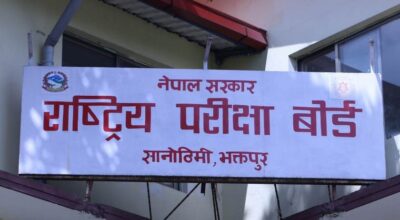 नेपाल सरकार
राष्ट्रिय परीक्षा बोर्ड
सानोठिमी, भक्तपुर